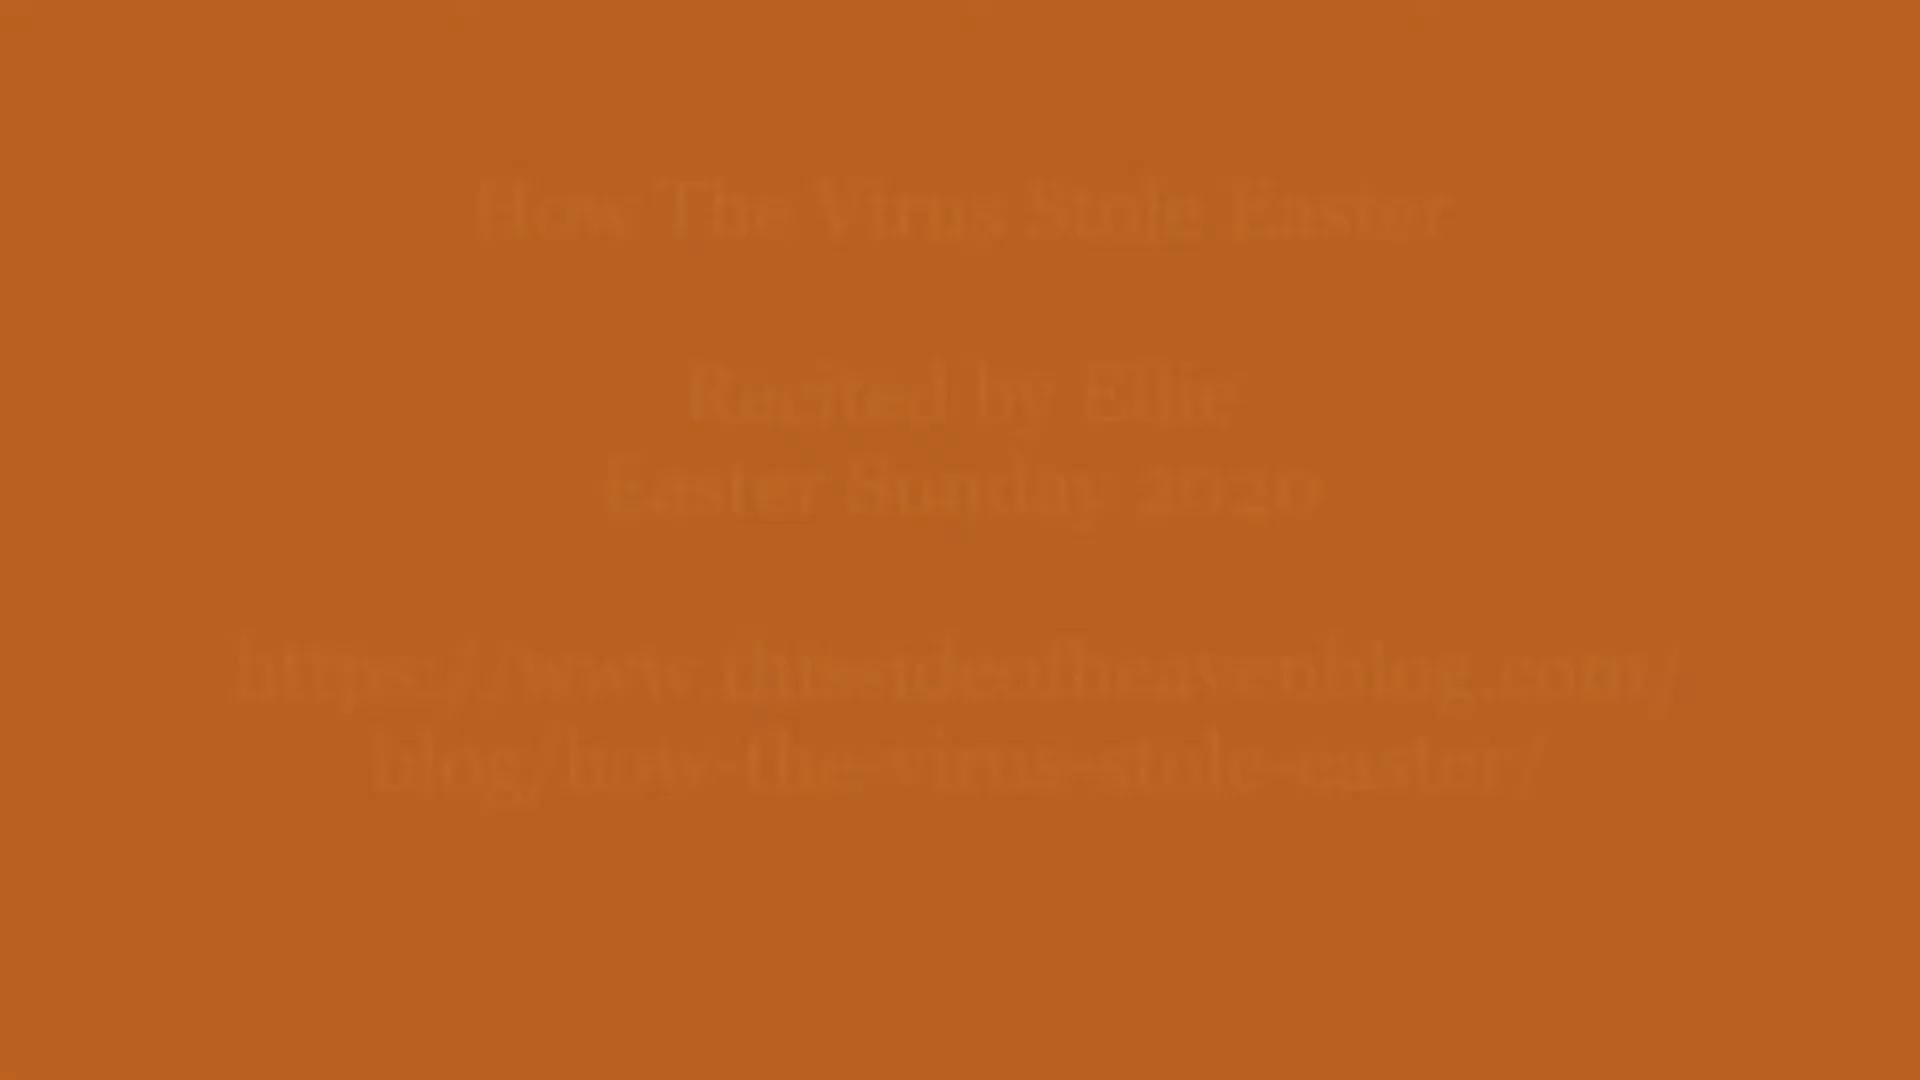 How The Virus Stole Easter
Recited by Ellie
Easter Sunday 2020
https://www.thissideofheavenblog.com/
blog/how-the-virus-stole-easter/